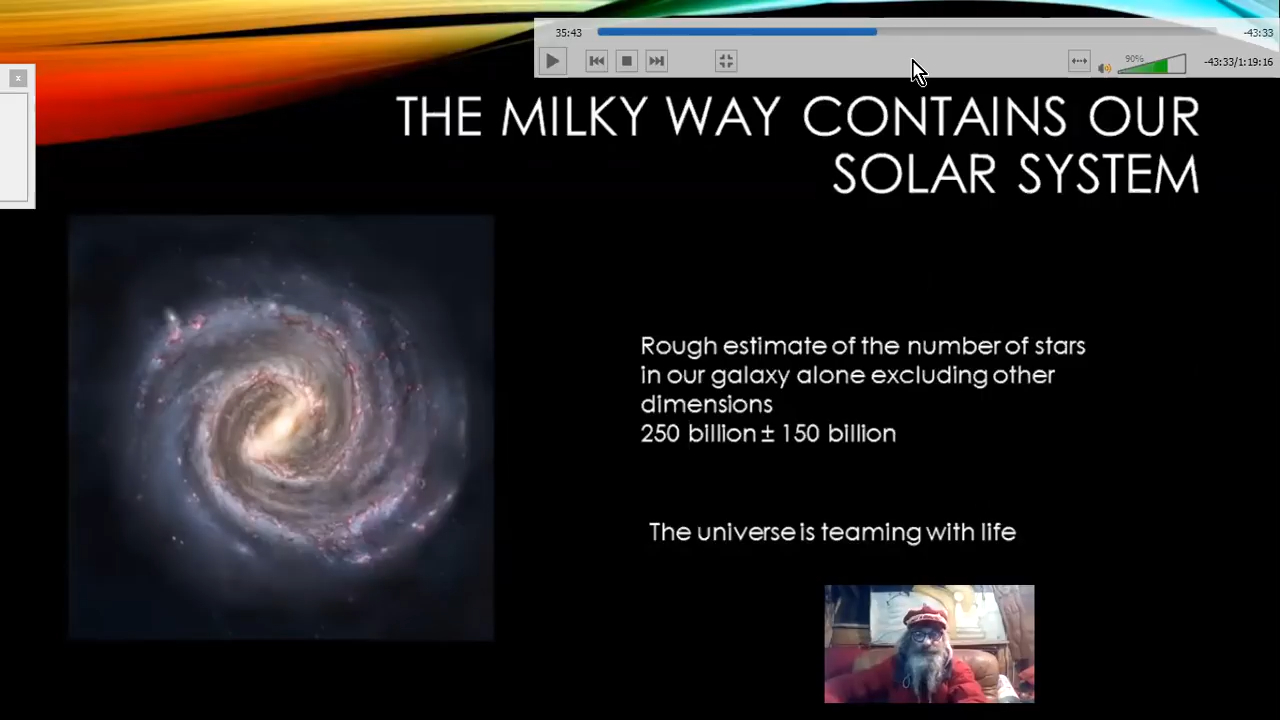 35:43
-43:33
90%
-43:33/1:19:16
x
THE MILKY WAY CONTAINS OUR
SOLAR SYSTEM
Rough estimate of the number of stars
in our galaxy alone excluding other
dimensions
250 billion ± 150 billion
The universe is teaming with life